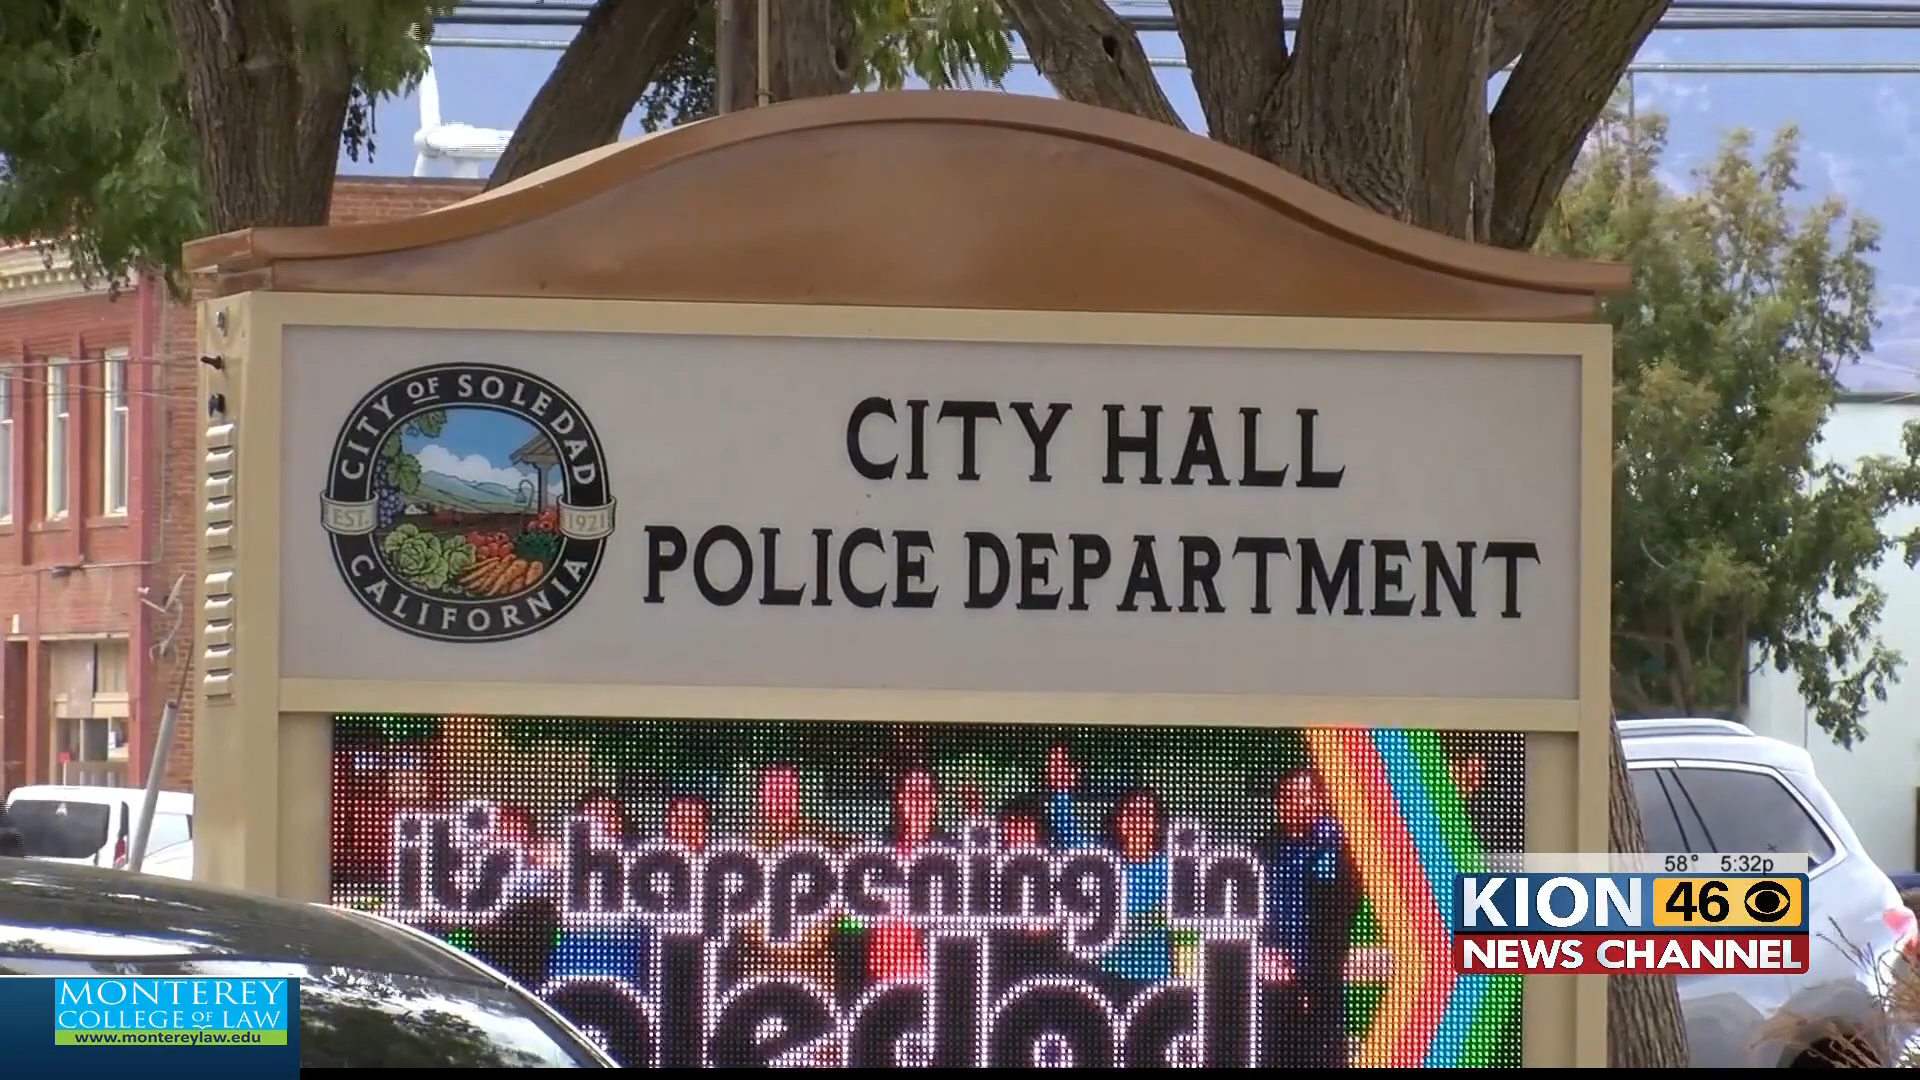 CITY OF SOLEDAD
EST. 1921
CALIFORNIA
CITY HALL
POLICE DEPARTMENT
it's happening in
oledad
58° 5:32p
KION 46
NEWS CHANNEL
MONTEREY
COLLEGE OF LAW
www.montereylaw.edu